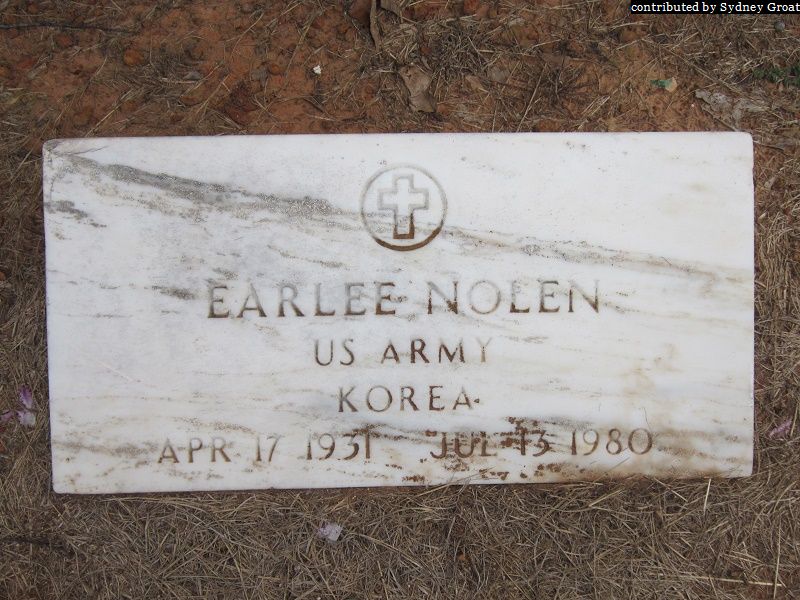 contributed by Sydney Groat
EARLEE NOLEN
US ARMY
KOREA
APR 17 1931 JUL 13 1980